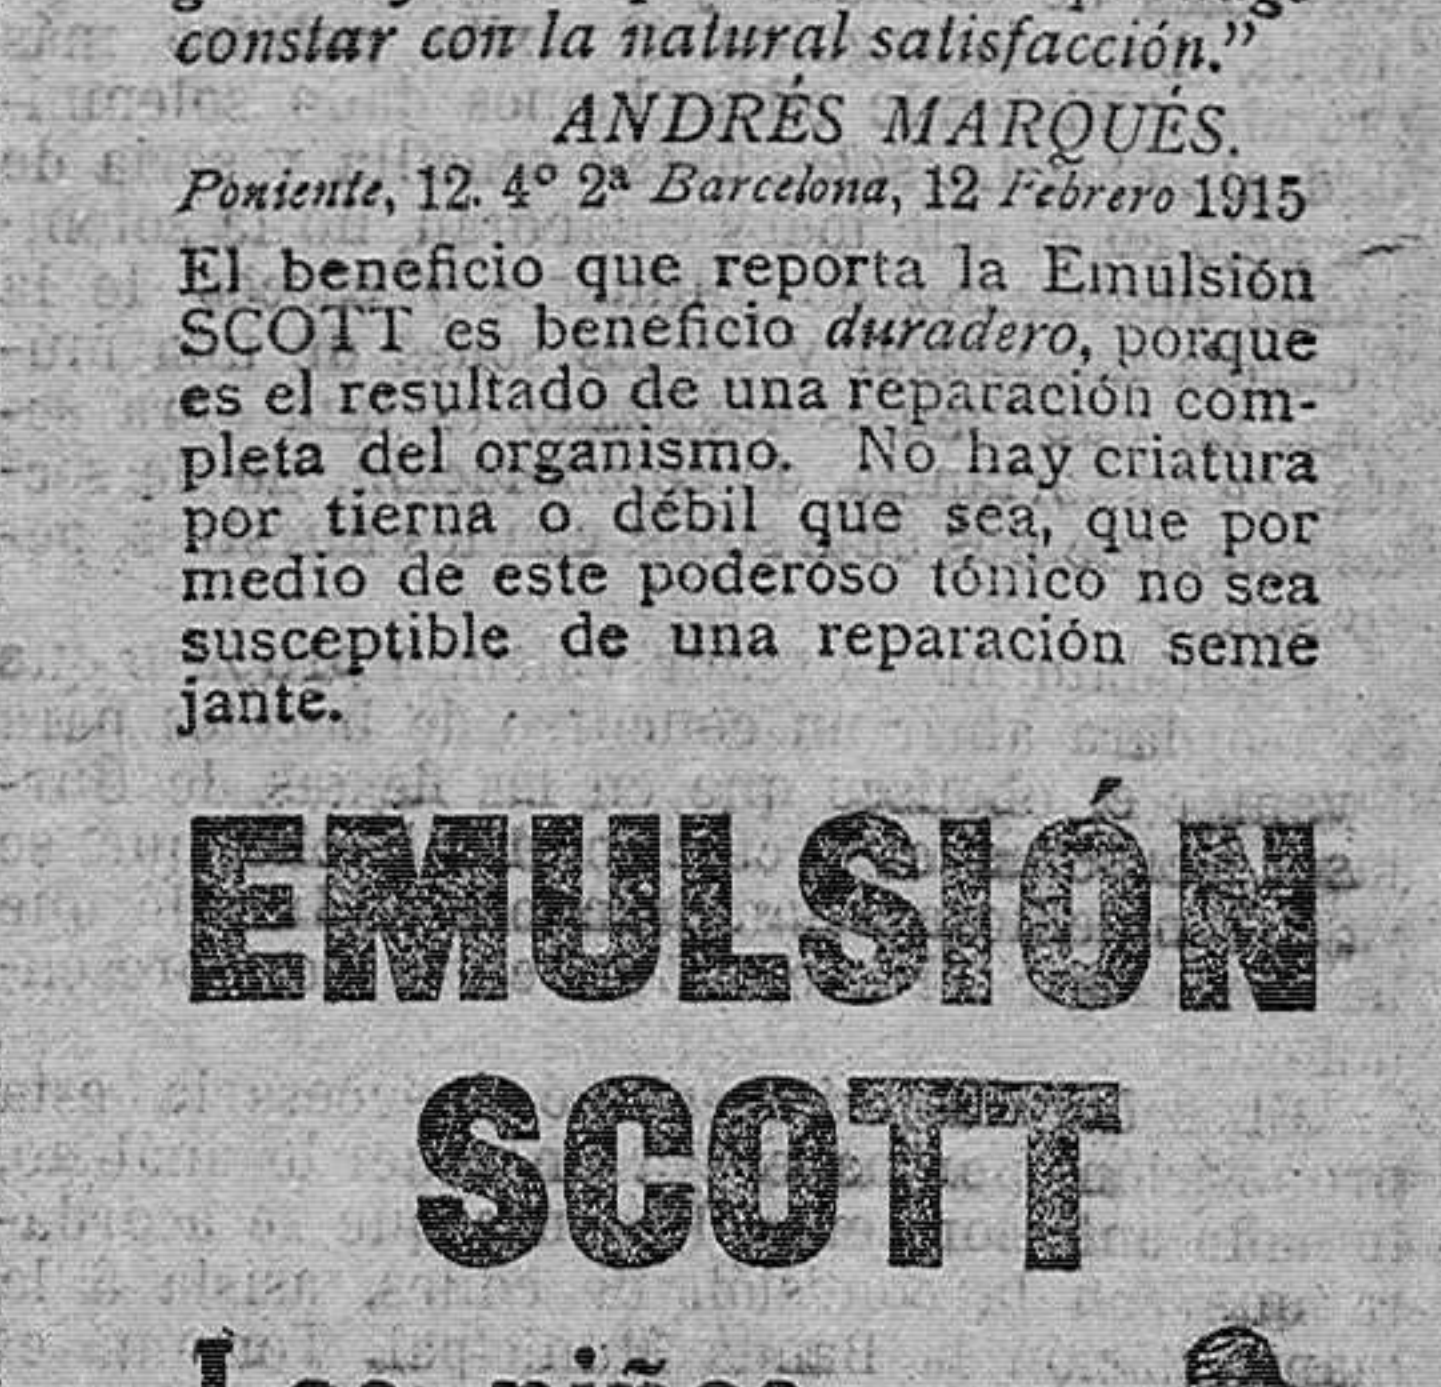 constar con la natural satisfacción."
ANDRÉS MARQUÉS.
Poniente, 12. 4º 2ª Barcelona, 12 Febrero 1915
El beneficio que reporta la Emulsión
SCOTT es beneficio duradero, porque
es el resultado de una reparación com-
pleta del organismo. No hay criatura
por tierna o débil que sea, que por
medio de este poderoso tónico no sea
susceptible de una reparación seme
jante.
EMULSIÓN
SCOTT